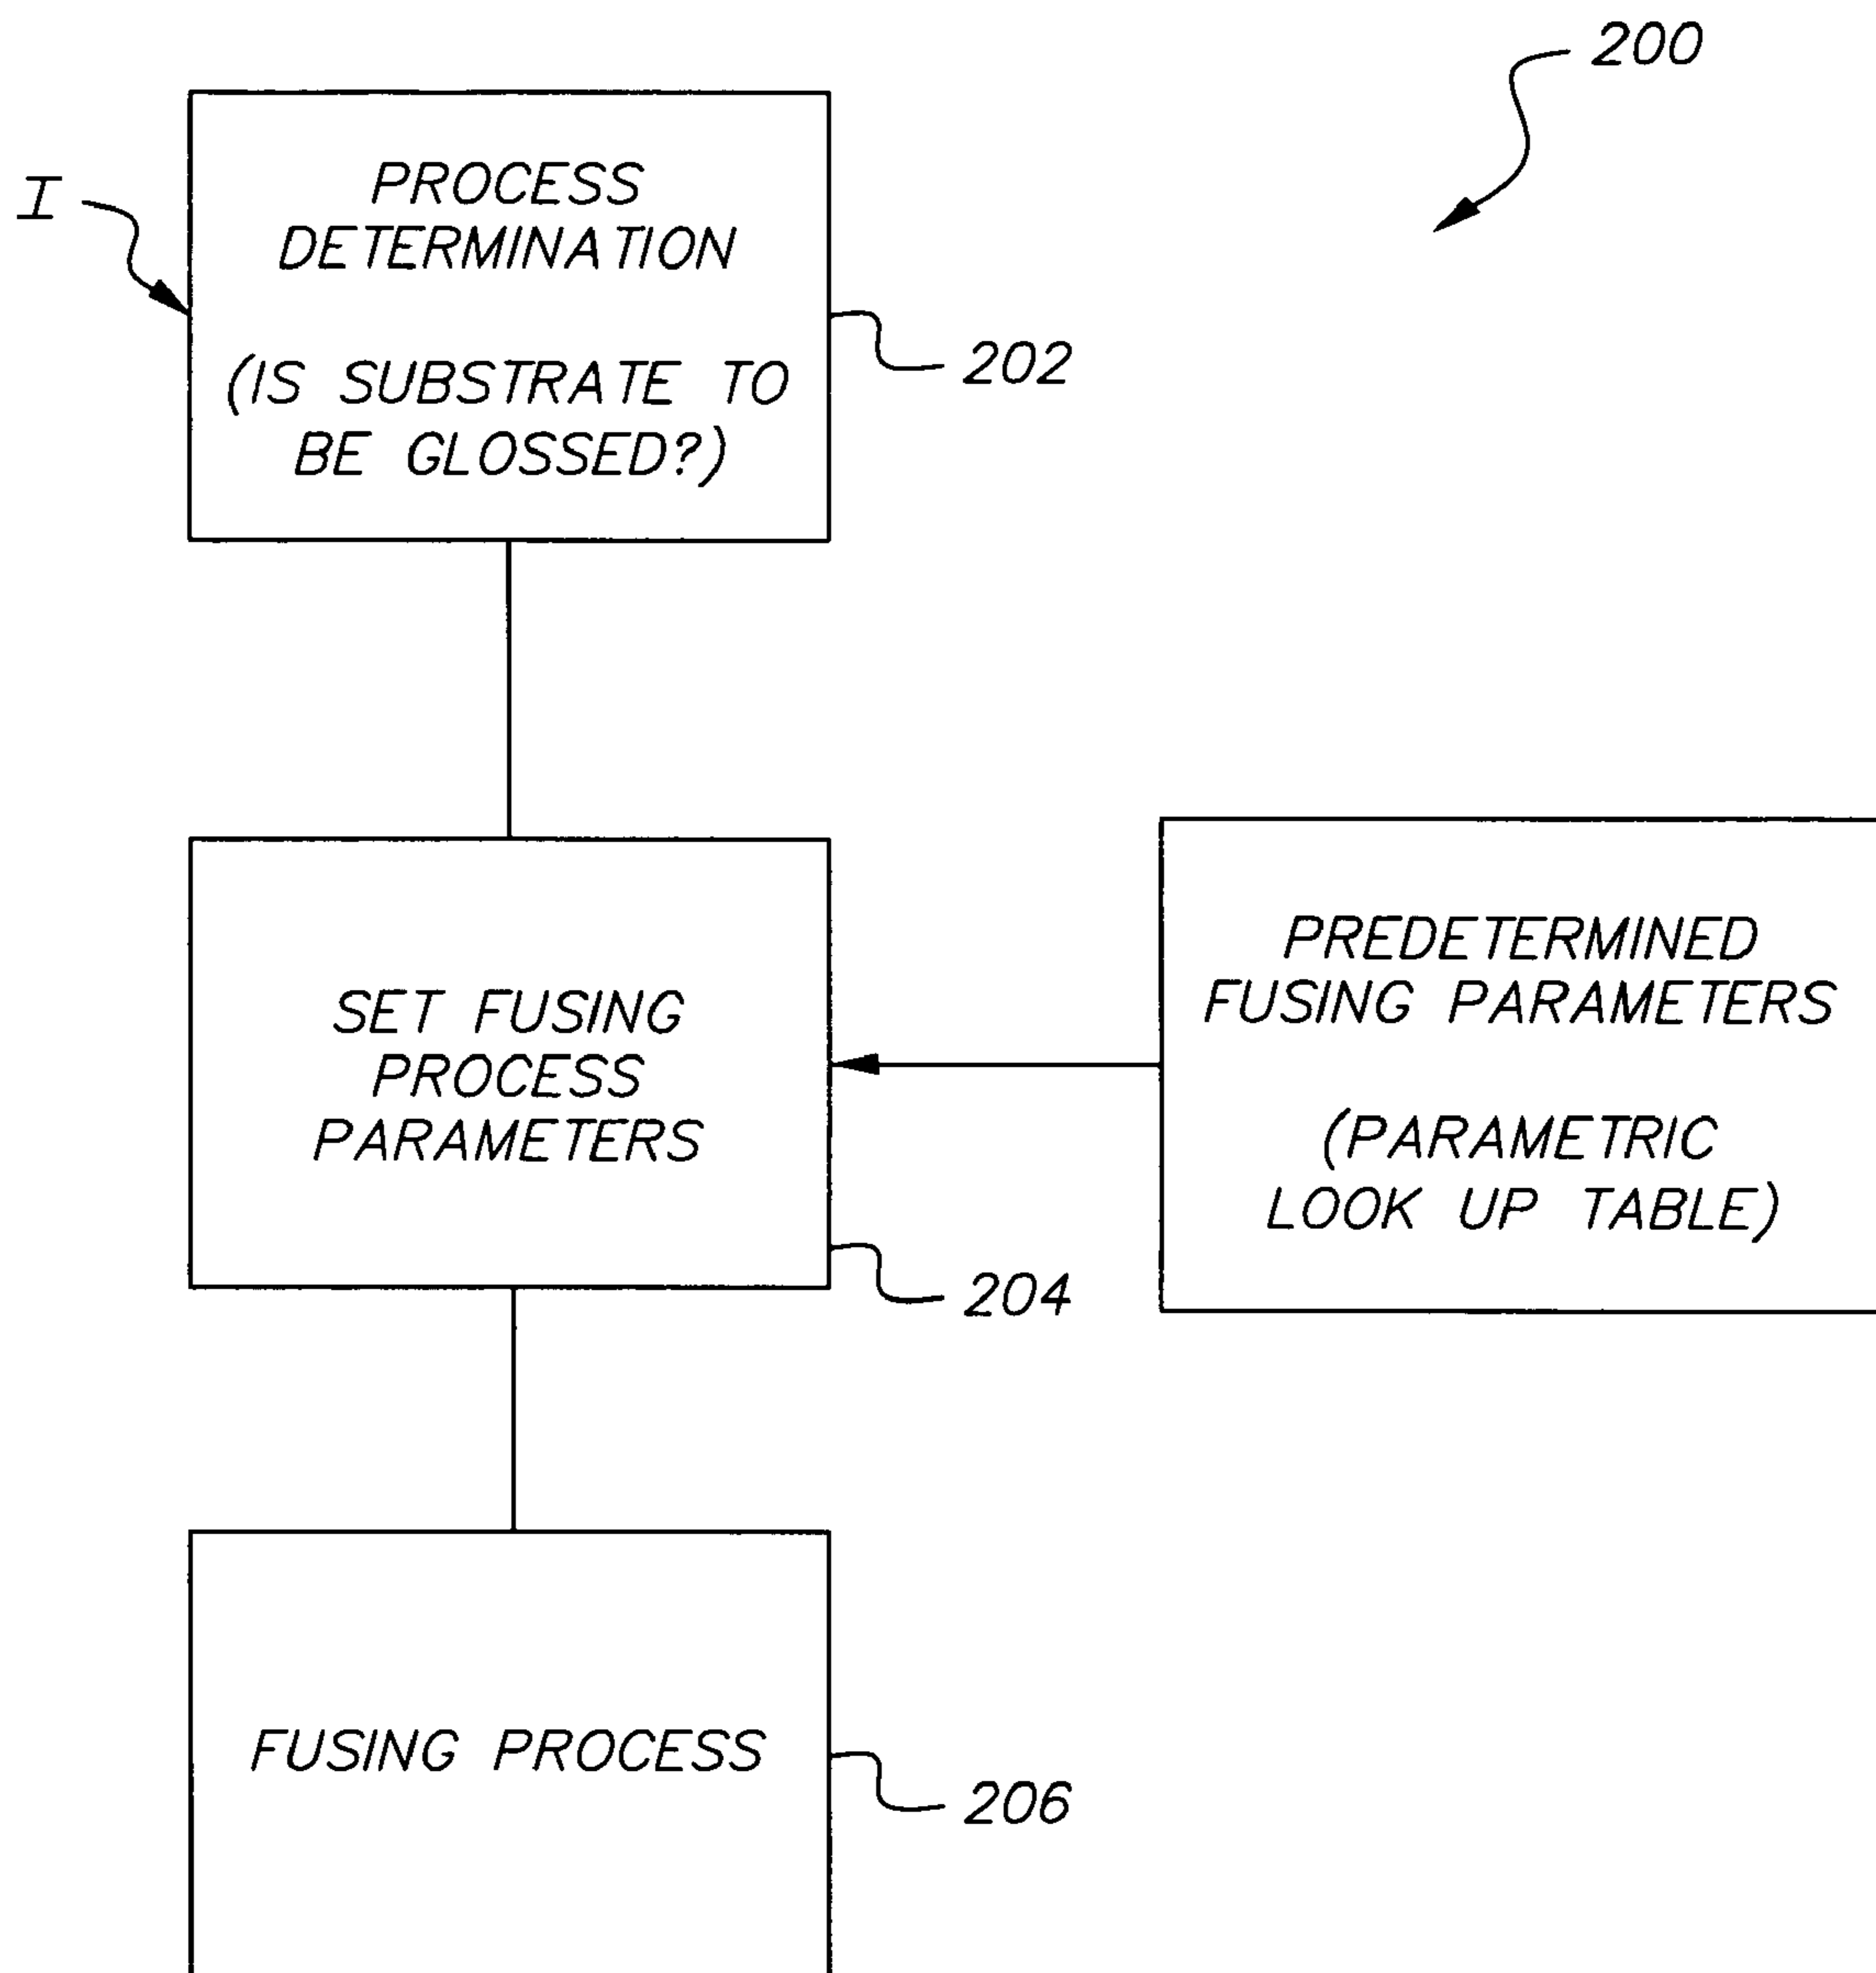 200
I
PROCESS
DETERMINATION
(IS SUBSTRATE TO
BE GLOSSED?)
202
SET FUSING
PROCESS
PARAMETERS
204
PREDETERMINED
FUSING PARAMETERS
(PARAMETRIC
LOOK UP TABLE)
FUSING PROCESS
206